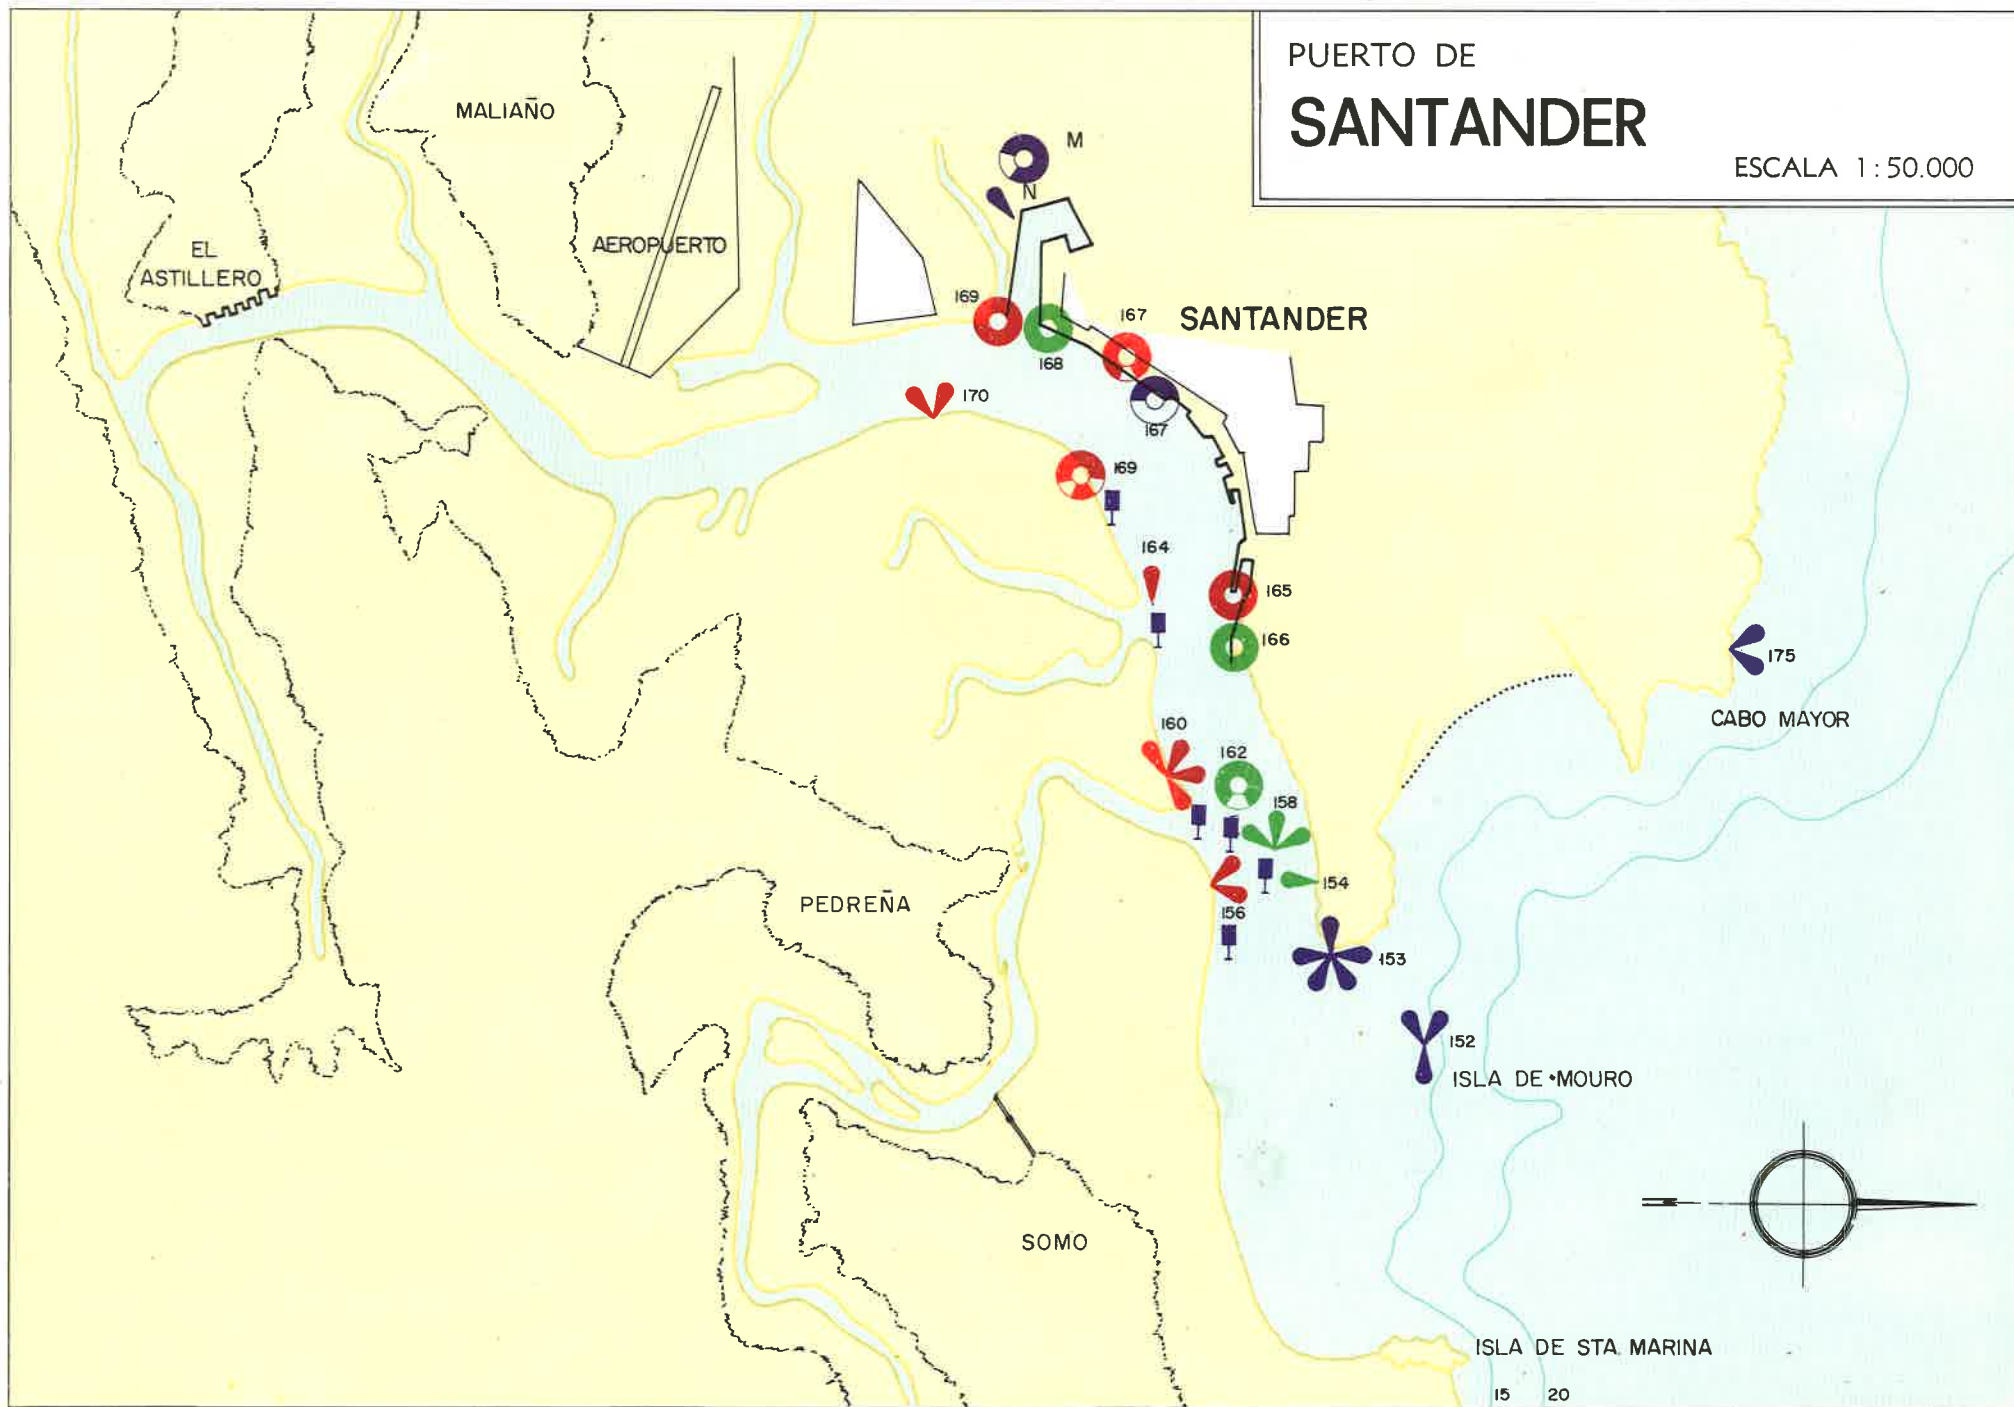 PUERTO DE
SANTANDER
ESCALA 1:50.000
MALIAÑO
M
N
EL
ASTILLERO
AEROPUERTO
169
168
167
SANTANDER
170
167
169
164
165
166
175
CABO MAYOR
160
162
158
154
156
PEDREÑA
153
152
ISLA DE MOURO
SOMO
N
ISLA DE STA. MARINA
15 20